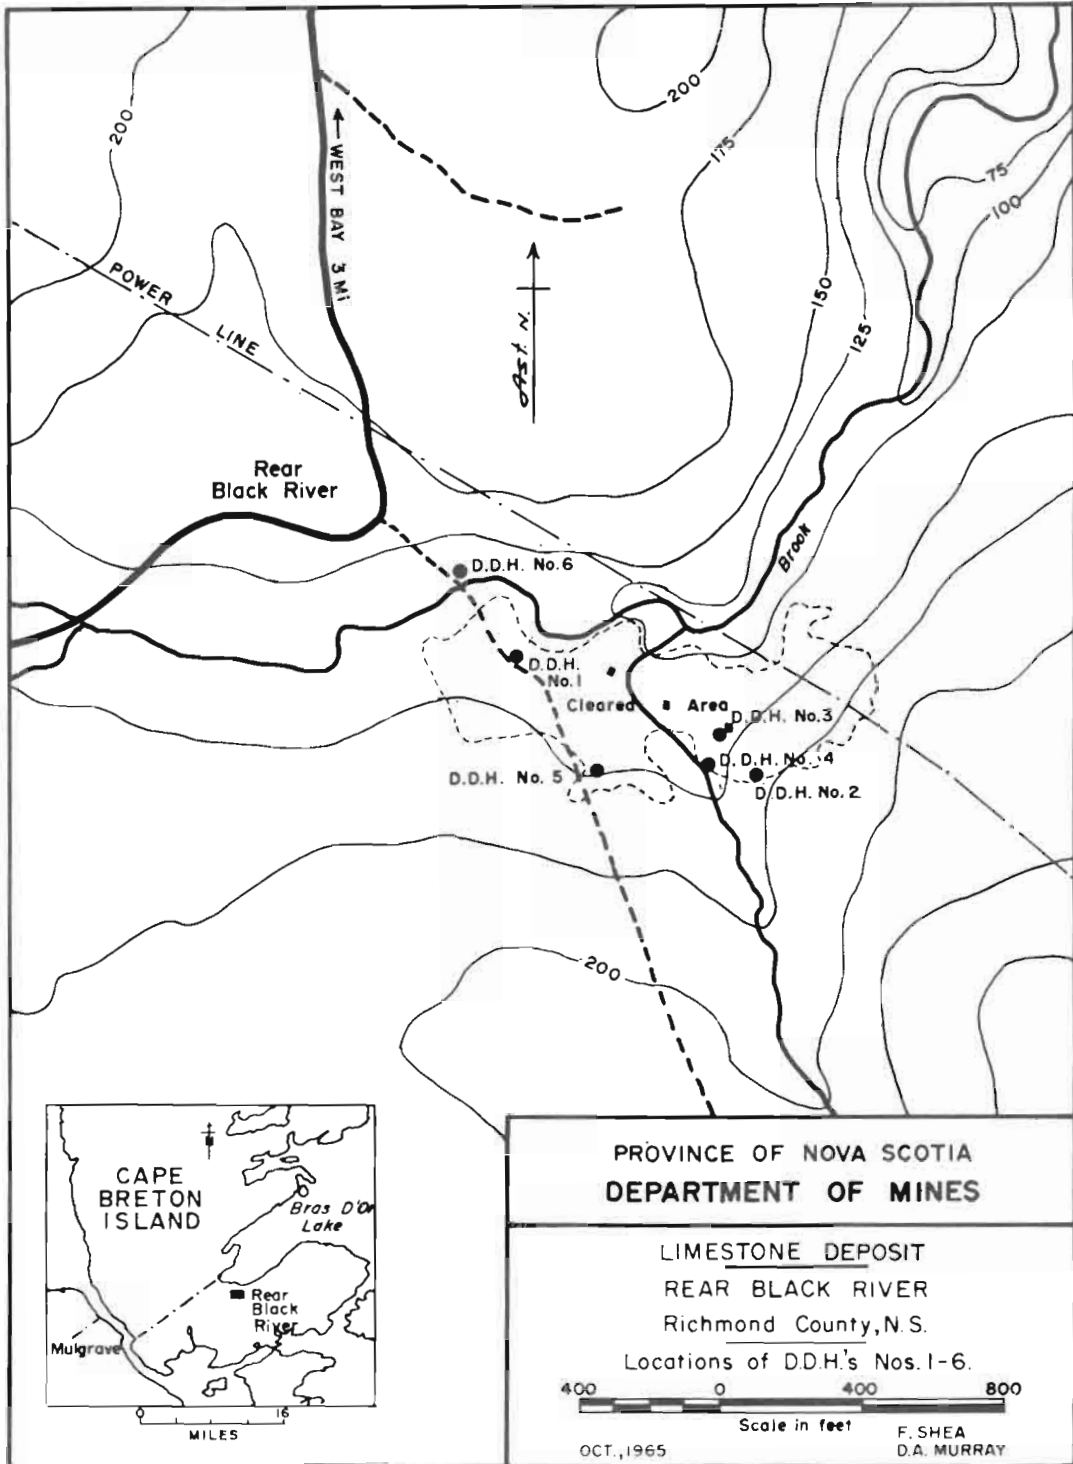 200
200
175
75
100
WEST BAY 3 Mi
POWER LINE
150
125
Ast. N.
Rear
Black River
Brook
D.D.H. No.6
D.D.H.
No.1
Cleared Area
D.D.H. No.3
D.D.H. No. 4
D.D.H. No. 5
D.D.H. No.2
200
CAPE
BRETON
ISLAND
Bras D'Or
Lake
Rear
Black
River
Mulgrave
0 16
MILES
PROVINCE OF NOVA SCOTIA
DEPARTMENT OF MINES
LIMESTONE DEPOSIT
REAR BLACK RIVER
Richmond County, N.S.
Locations of D.D.H.'s Nos. 1-6.
400 0 400 800
Scale in feet
F. SHEA
OCT., 1965 D.A. MURRAY